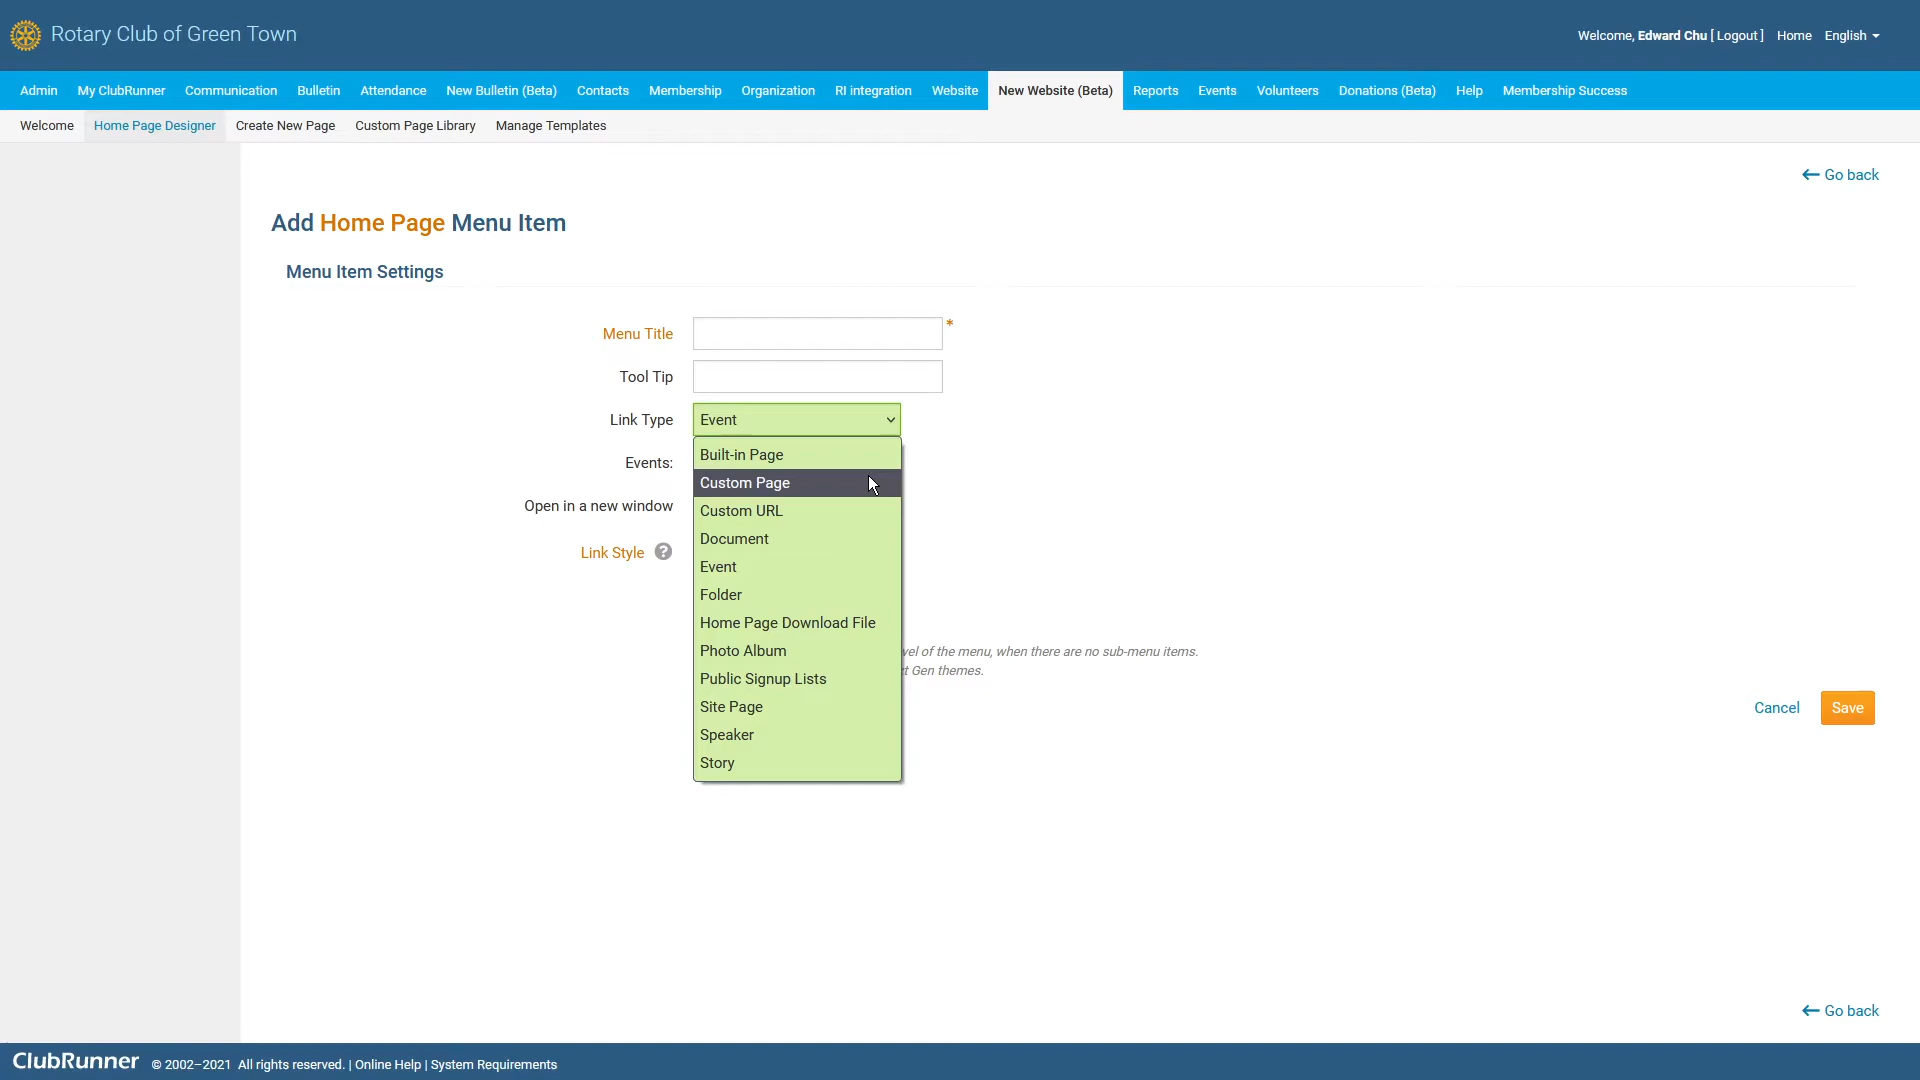 Rotary Club of Green Town
Welcome, Edward Chu [ Logout ] Home English
Admin My ClubRunner Communication Bulletin Attendance New Bulletin (Beta) Contacts Membership Organization RI integration Website New Website (Beta) Reports Events Volunteers Donations (Beta) Help Membership Success
Welcome Home Page Designer Create New Page Custom Page Library Manage Templates
Go back
Add Home Page Menu Item
Menu Item Settings
Menu Title *
Tool Tip
Link Type Event
Built-in Page
Events:
Custom Page
Open in a new window
Custom URL
Document
Link Style ?
Event
Folder
Home Page Download File
Photo Album
of the menu, when there are no sub-menu items.
Gen themes.
Public Signup Lists
Site Page
Cancel Save
Speaker
Story
Go back
ClubRunner © 2002–2021 All rights reserved. | Online Help | System Requirements